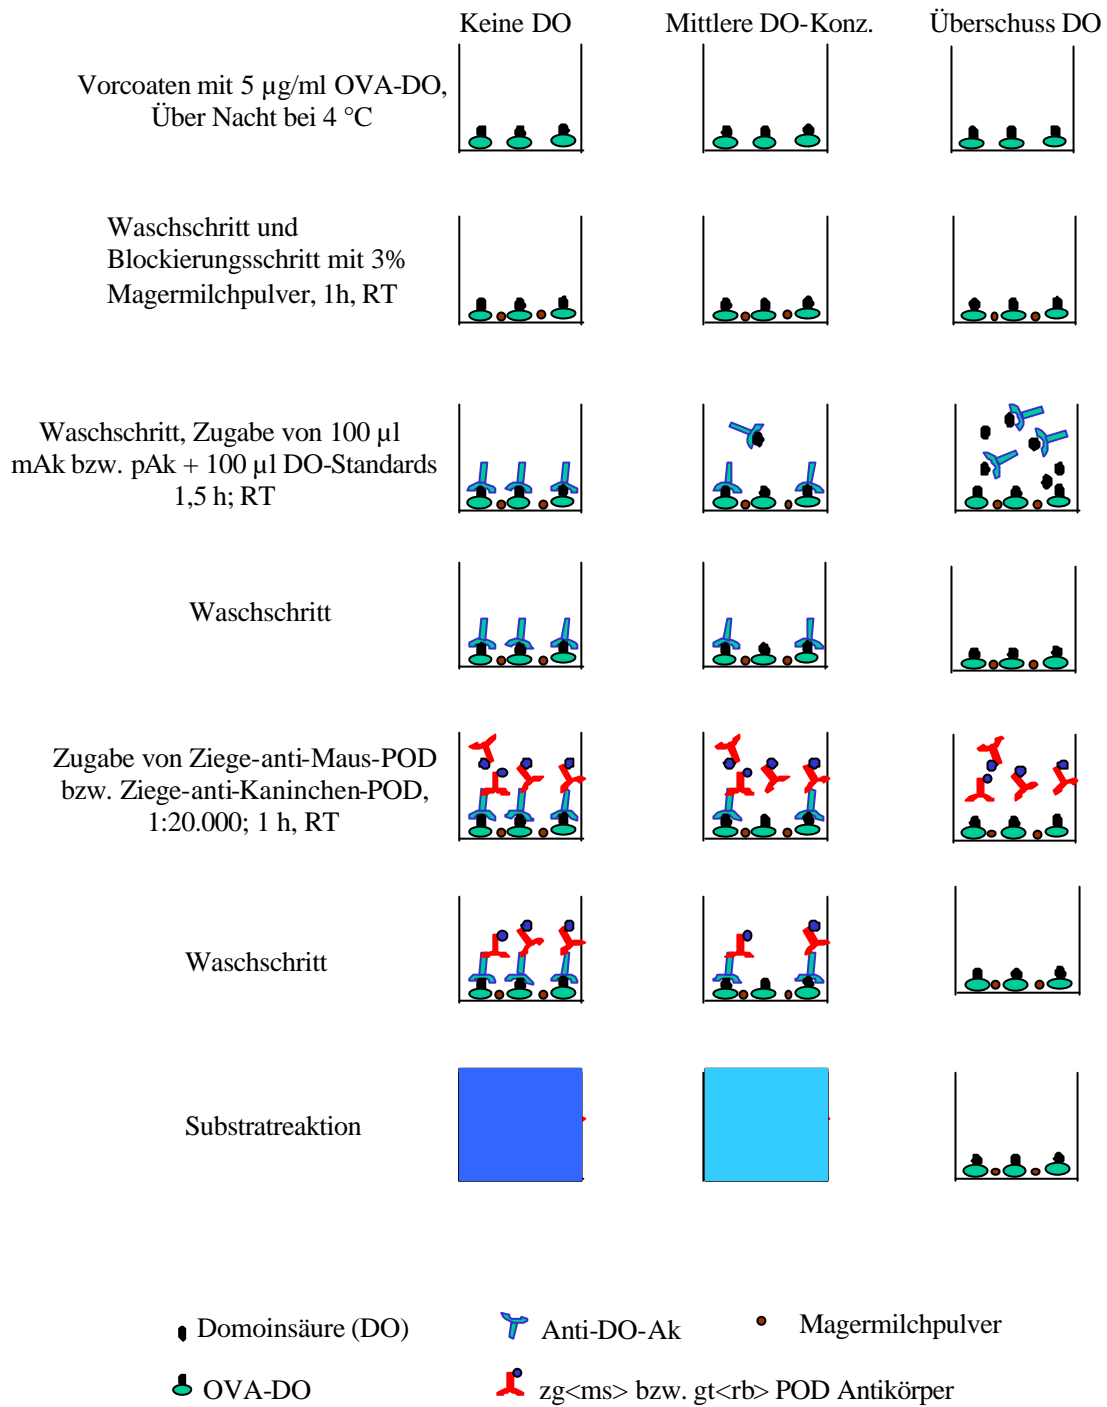 Keine DO
Mittlere DO-Konz.
Überschuss DO
Vorcoaten mit 5 µg/ml OVA-DO,
Über Nacht bei 4 °C
Waschschritt und
Blockierungsschritt mit 3%
Magermilchpulver, 1h, RT
Waschschritt, Zugabe von 100 µl
mAk bzw. pAk + 100 µl DO-Standards
1,5 h; RT
Waschschritt
Zugabe von Ziege-anti-Maus-POD
bzw. Ziege-anti-Kaninchen-POD,
1:20.000; 1 h, RT
Waschschritt
Substratreaktion
Domoinsäure (DO)
Anti-DO-Ak
Magermilchpulver
OVA-DO
zg<ms> bzw. gt<rb> POD Antikörper